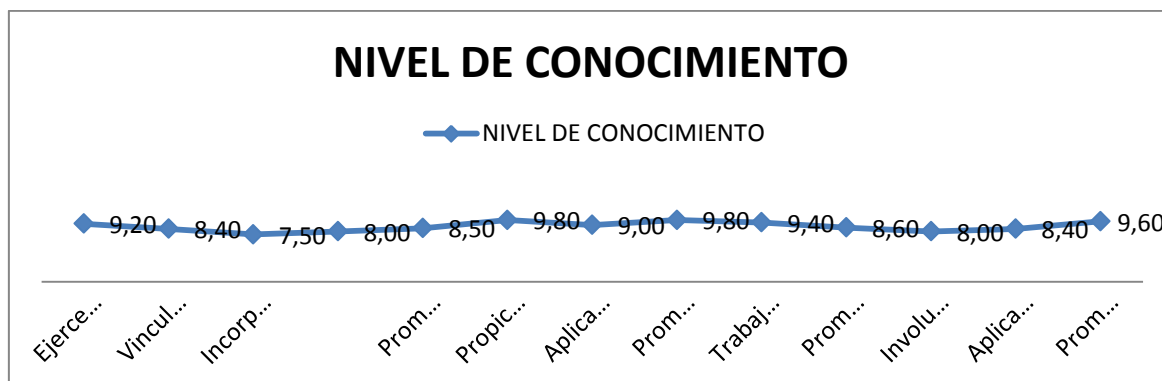 NIVEL DE CONOCIMIENTO
NIVEL DE CONOCIMIENTO
9,20 8,40 7,50 8,00 8,50 9,80 9,00 9,80 9,40 8,60 8,00 8,40 9,60
Ejerce... Vincul... Incorp... Prom... Propic... Aplica... Prom... Trabaj... Prom... Involu... Aplica... Prom...